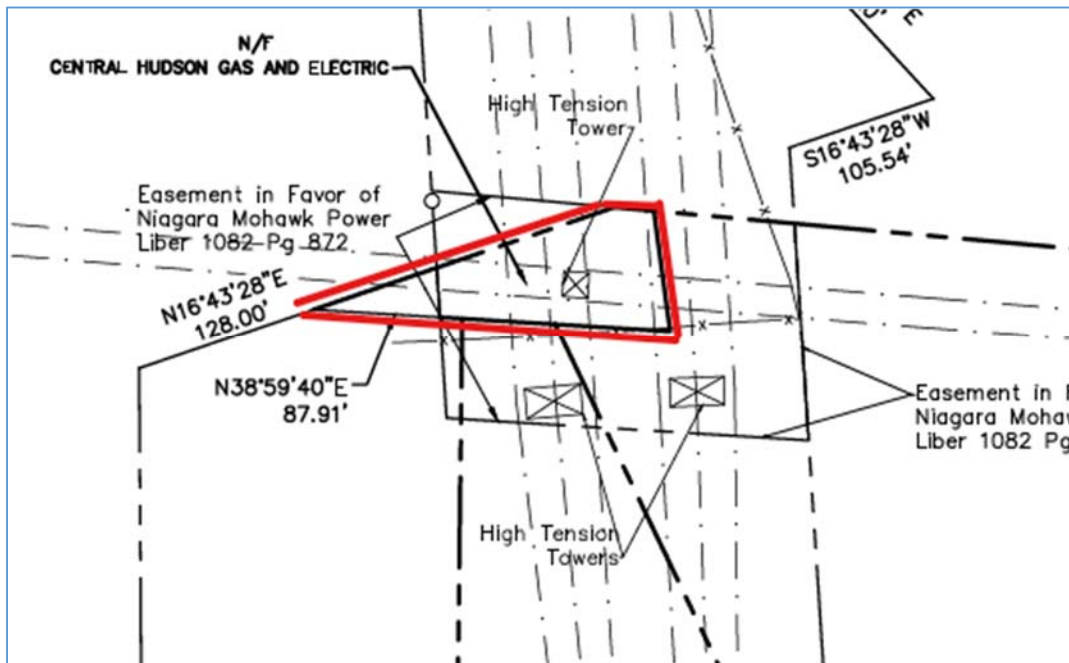 N/F
CENTRAL HUDSON GAS AND ELECTRIC
E
High Tension
Tower
S16°43'28"W
105.54'
Easement in Favor of
Niagara Mohawk Power
Liber 1082 Pg 872
N16°43'28"E
128.00'
N38°59'40"E
87.91'
Easement in
Niagara Moha
Liber 1082 Pg
High Tension
Towers